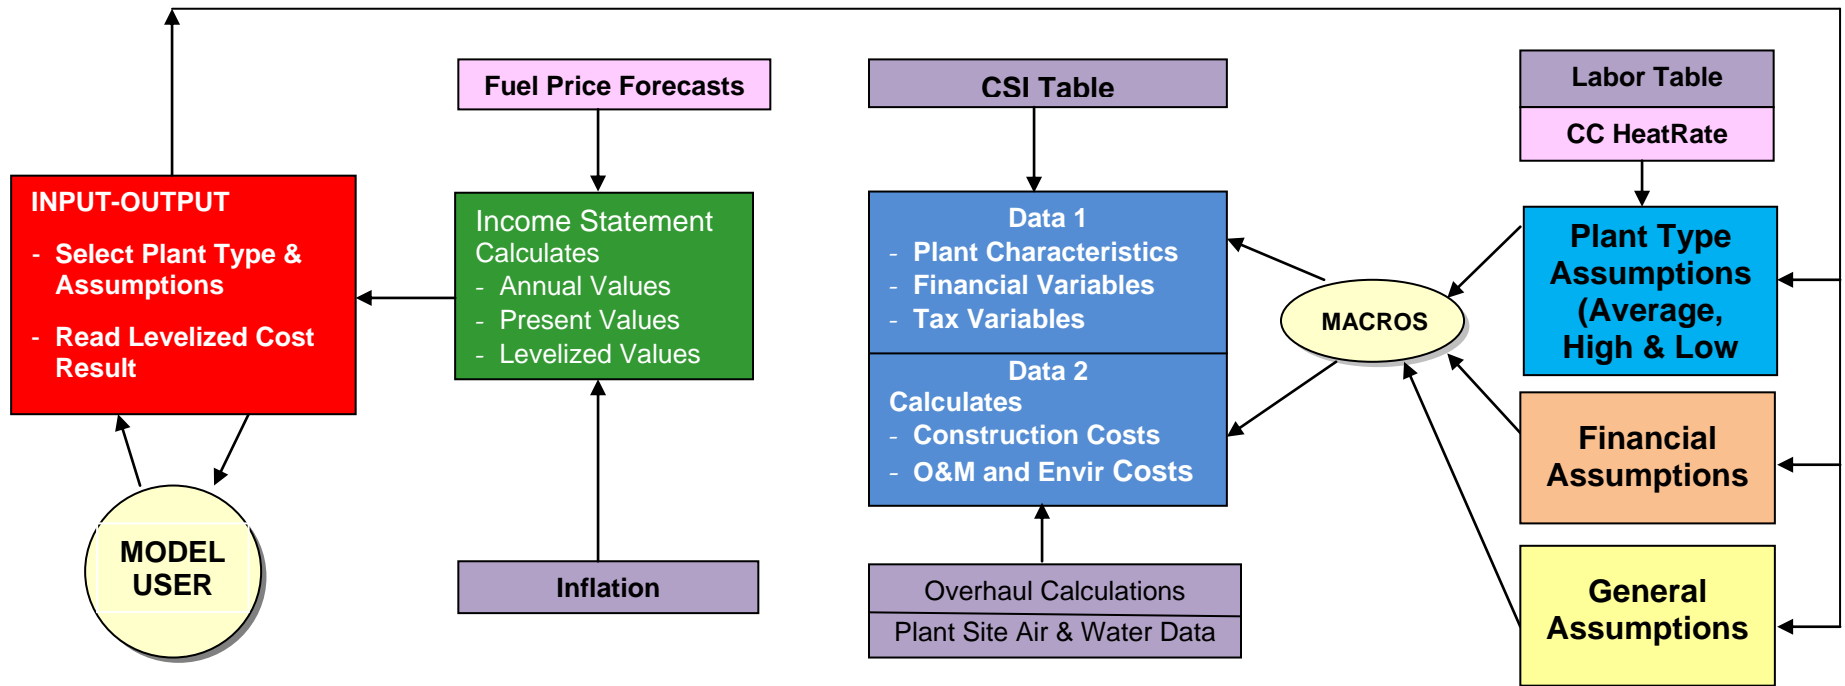 Fuel Price Forecasts
CSI Table
Labor Table
CC HeatRate
INPUT-OUTPUT
- Select Plant Type &
Assumptions
- Read Levelized Cost
Result
Income Statement
Calculates
- Annual Values
- Present Values
- Levelized Values
Data 1
- Plant Characteristics
- Financial Variables
- Tax Variables
Data 2
Calculates
- Construction Costs
- O&M and Envir Costs
MACROS
Plant Type
Assumptions
(Average,
High & Low
Financial
Assumptions
General
Assumptions
MODEL
USER
Inflation
Overhaul Calculations
Plant Site Air & Water Data